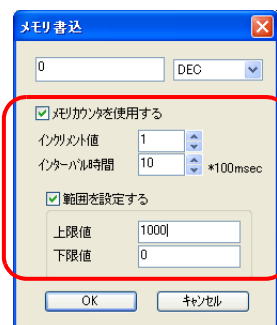 メモリ書込
0 DEC
メモリカウンタを使用する
インクリメント値 1
インターバル時間 10 *100msec
範囲を設定する
上限値 1000
下限値 0
OK キャンセル